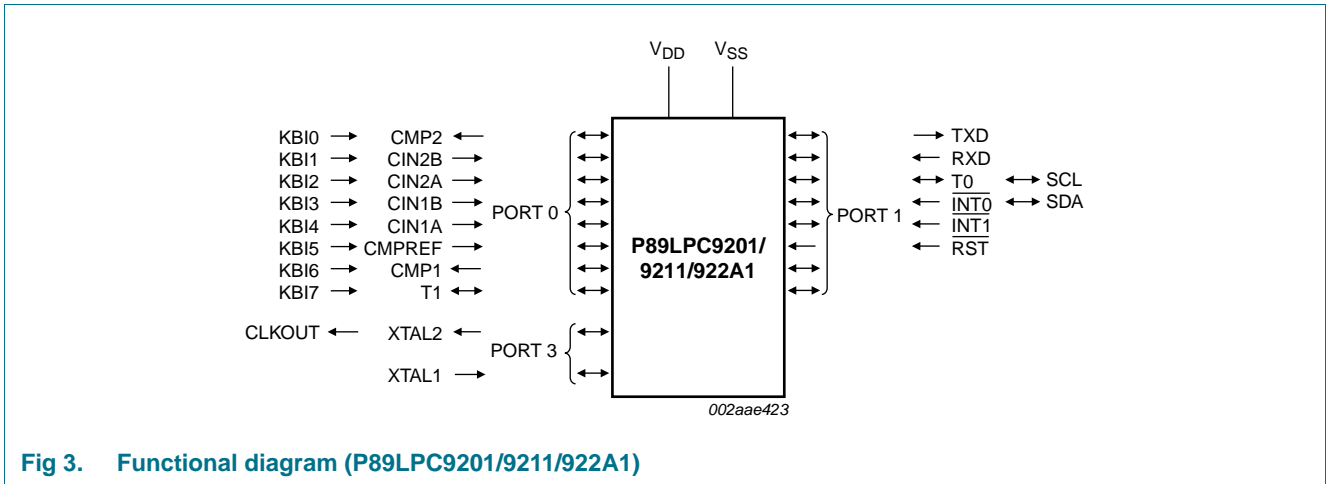 VDD VSS
KBI0 CMP2 TXD
KBI1 CIN2B RXD
KBI2 CIN2A T0 SCL
KBI3 CIN1B PORT 0 PORT 1 INT0 SDA
KBI4 CIN1A INT1
KBI5 CMPREF P89LPC9201/ RST
KBI6 CMP1 9211/922A1
KBI7 T1
CLKOUT XTAL2 PORT 3
XTAL1
002aae423
Fig 3. Functional diagram (P89LPC9201/9211/922A1)